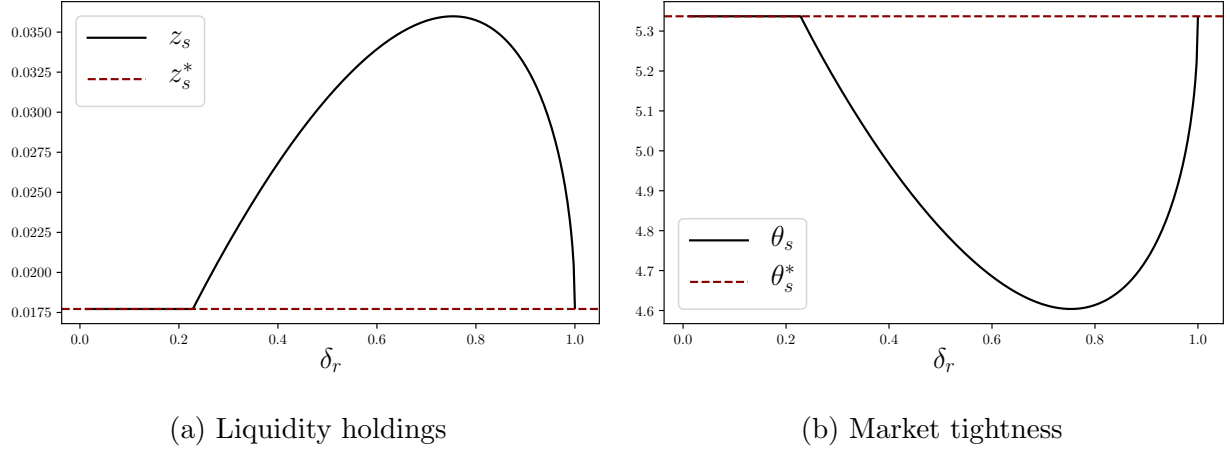 0.0350
0.0325
0.0300
0.0275
0.0250
0.0225
0.0200
0.0175
z_s
z_s^*
0.0 0.2 0.4 0.6 0.8 1.0
δ_r
(a) Liquidity holdings
5.3
5.2
5.1
5.0
4.9
4.8
4.7
4.6
θ_s
θ_s^*
0.0 0.2 0.4 0.6 0.8 1.0
δ_r
(b) Market tightness